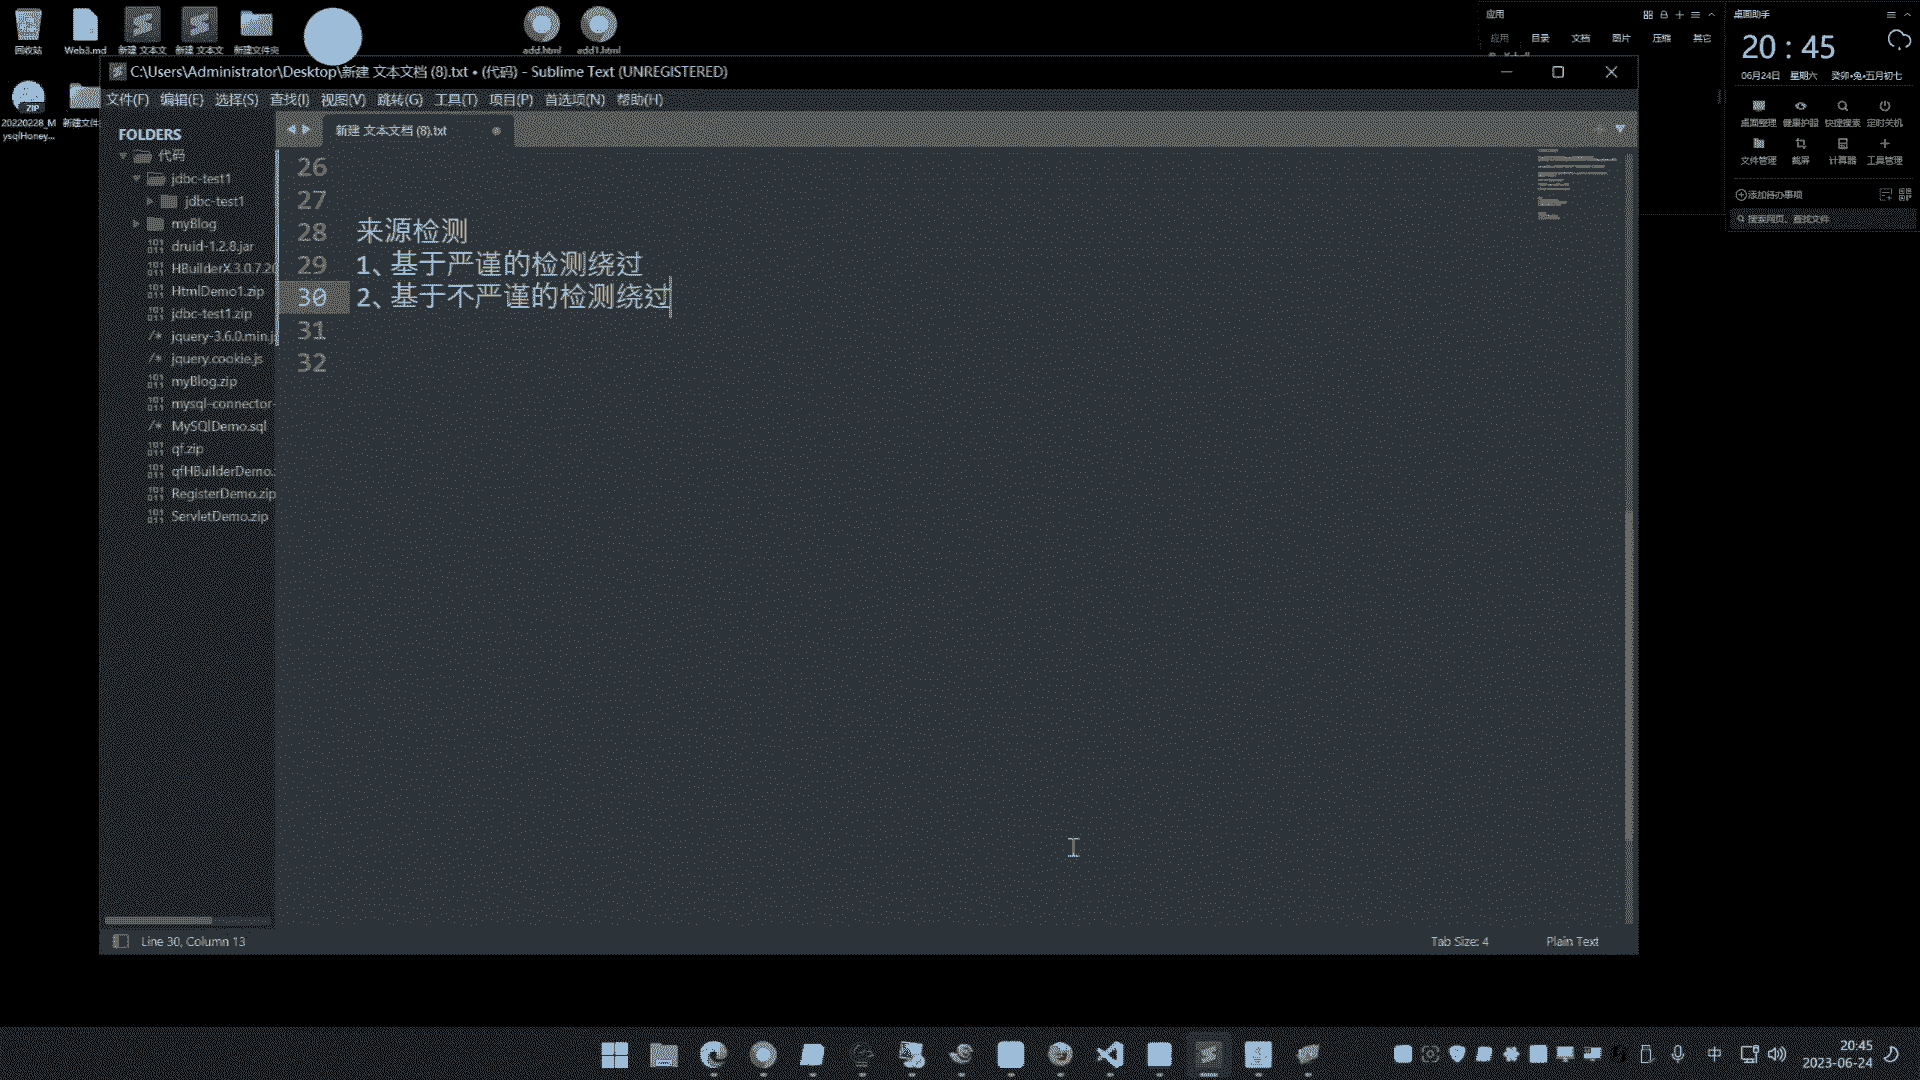 回收站
Web3.md
新建 文本文
新建 文本文
新建文件夹
add.html
add1.html
20220228_M
ysqlHoney...
新建文件
C:\Users\Administrator\Desktop\新建 文本文档 (8).txt • (代码) - Sublime Text (UNREGISTERED)
文件(F) 编辑(E) 选择(S) 查找(I) 视图(V) 跳转(G) 工具(T) 项目(P) 首选项(N) 帮助(H)
FOLDERS
代码
jdbc-test1
jdbc-test1
myBlog
druid-1.2.8.jar
HBuilderX.3.0.7.20
HtmlDemo1.zip
jdbc-test1.zip
jquery-3.6.0.min.j
jquery.cookie.js
myBlog.zip
mysql-connector-
MySQlDemo.sql
qf.zip
qfHBuilderDemo.
RegisterDemo.zip
ServletDemo.zip
新建 文本文档 (8).txt
26
27
28 来源检测
29 1、基于严谨的检测绕过
30 2、基于不严谨的检测绕过
31
32
Line 30, Column 13
Tab Size: 4
Plain Text
应用
应用 目录 文档 图片 压缩 其它
桌面助手
20 : 45
06月24日 星期六 癸卯•兔•五月初七
桌面整理 健康护眼 快捷搜索 定时关机
文件管理 截屏 计算器 工具管理
添加待办事项
搜索网页、查找文件
中
20:45
2023-06-24